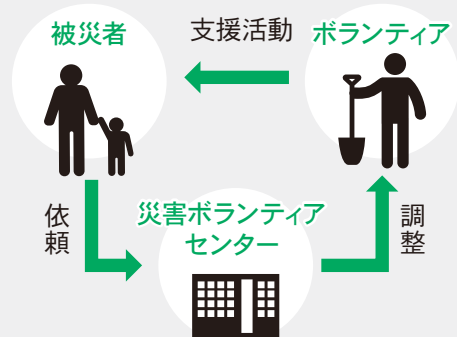 被災者
支援活動
ボランティア
依頼
災害ボランティア
センター
調整